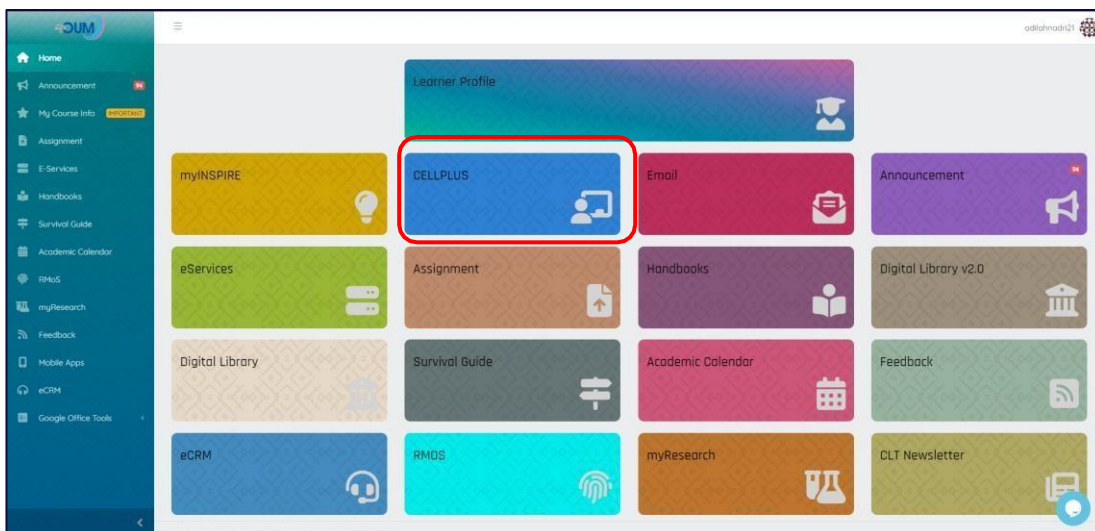 myOUM
adilahnadri21
Home
Announcement 94
My Course Info IMPORTANT
Assignment
E-Services
Handbooks
Survival Guide
Academic Calendar
RMoS
myResearch
Feedback
Mobile Apps
eCRM
Google Office Tools
Learner Profile
myINSPIRE
CELLPLUS
Email
Announcement 94
eServices
Assignment
Handbooks
Digital Library v2.0
Digital Library
Survival Guide
Academic Calendar
Feedback
eCRM
RMOS
myResearch
CLT Newsletter